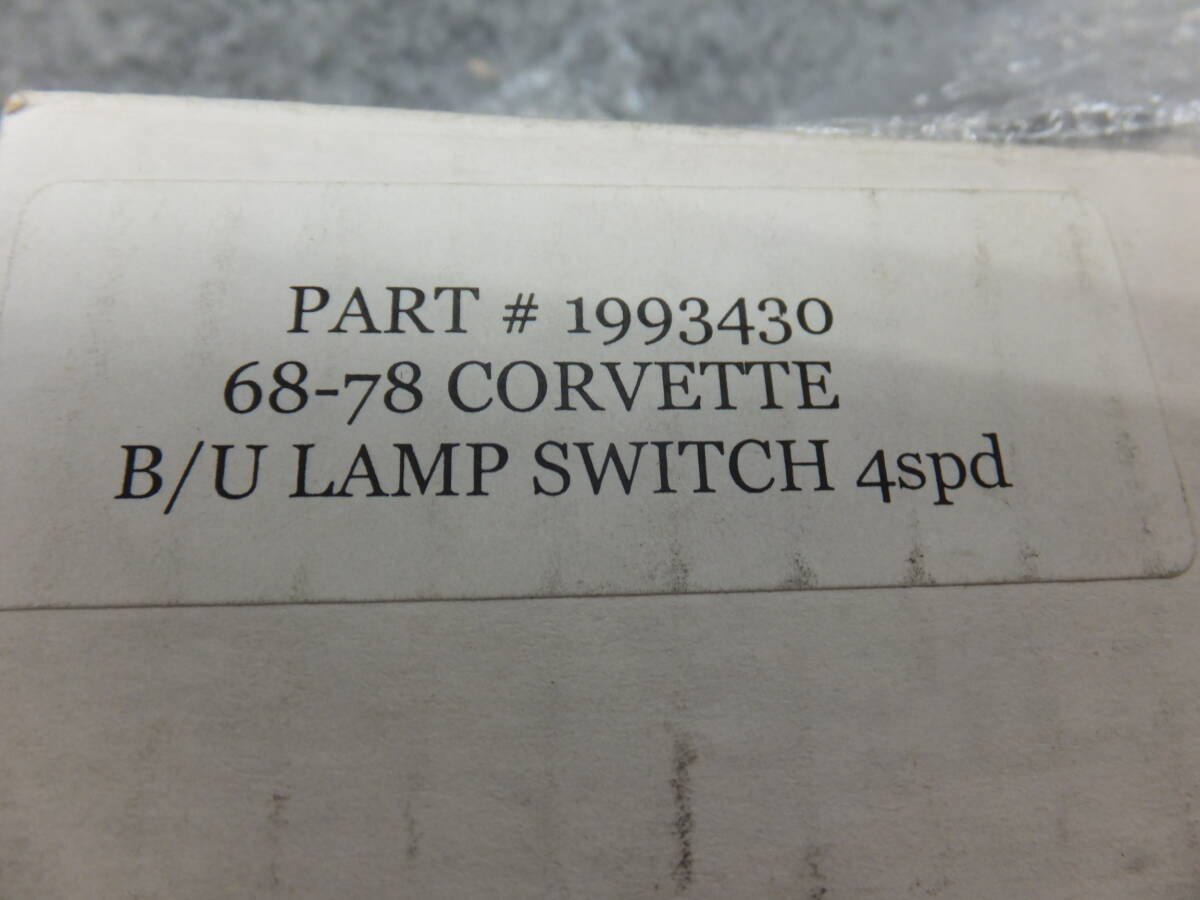 PART # 1993430
68-78 CORVETTE
B/U LAMP SWITCH 4spd